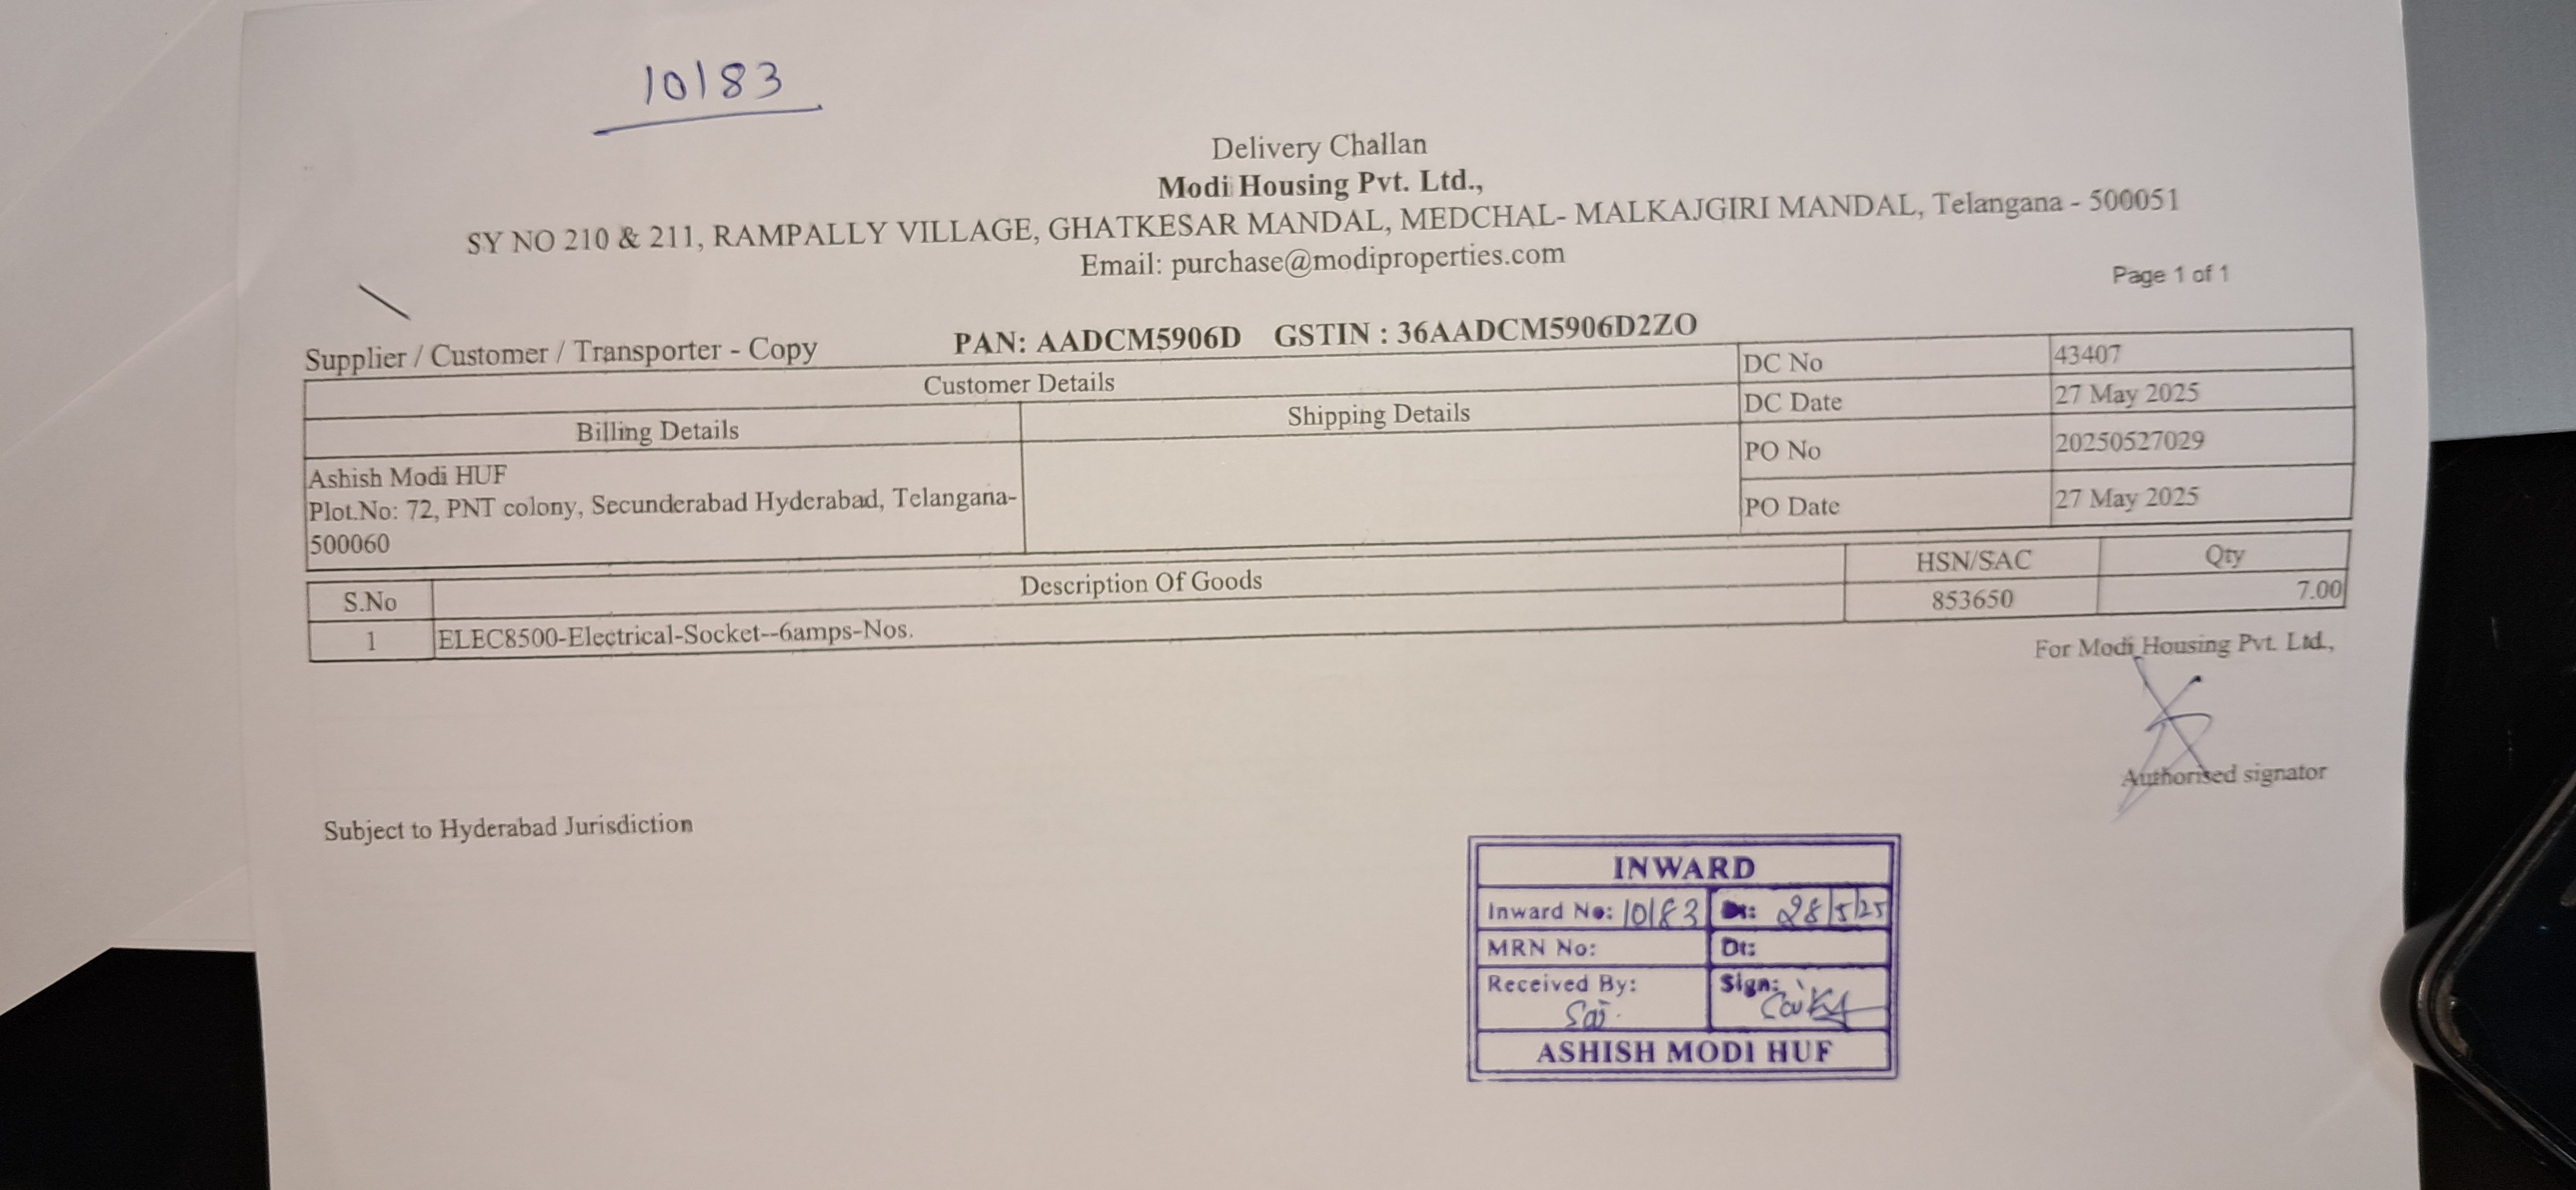 10183
Delivery Challan
Modi Housing Pvt. Ltd.,
SY NO 210 & 211, RAMPALLY VILLAGE, GHATKESAR MANDAL, MEDCHAL- MALKAJGIRI MANDAL, Telangana - 500051
Email: purchase@modiproperties.com
Page 1 of 1
Supplier / Customer / Transporter - Copy
PAN: AADCM5906D GSTIN : 36AADCM5906D2ZO
Customer Details
Billing Details
Shipping Details
Ashish Modi HUF
Plot.No: 72, PNT colony, Secunderabad Hyderabad, Telangana-
500060
DC No 43407
DC Date 27 May 2025
PO No 20250527029
PO Date 27 May 2025
S.No Description Of Goods HSN/SAC Qty
1 ELEC8500-Electrical-Socket--6amps-Nos. 853650 7.00
For Modi Housing Pvt. Ltd.,
Authorised signator
Subject to Hyderabad Jurisdiction
INWARD
Inward No: 10183 Dt: 28/5/25
MRN No: Dt:
Received By: Sai Sign:
ASHISH MODI HUF